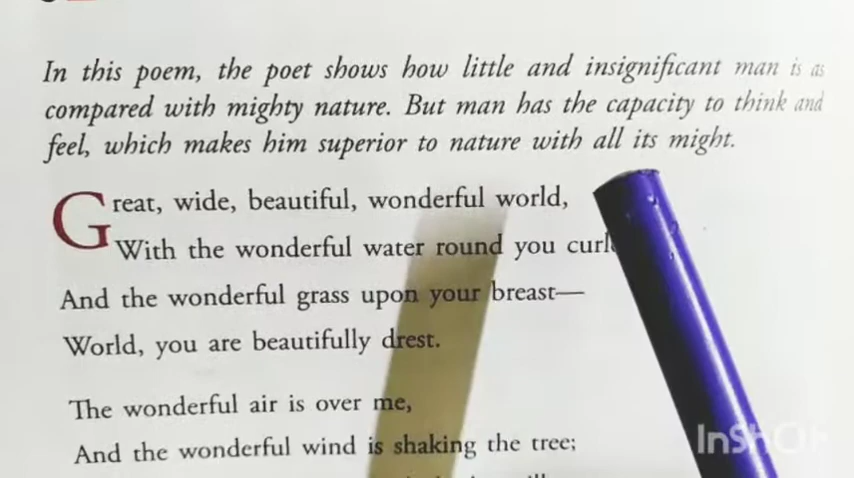 In this poem, the poet shows how little and insignificant man is as
compared with mighty nature. But man has the capacity to think and
feel, which makes him superior to nature with all its might.
Great, wide, beautiful, wonderful world,
With the wonderful water round you curl
And the wonderful grass upon your breast—
World, you are beautifully drest.
The wonderful air is over me,
And the wonderful wind is shaking the tree;
InShOt